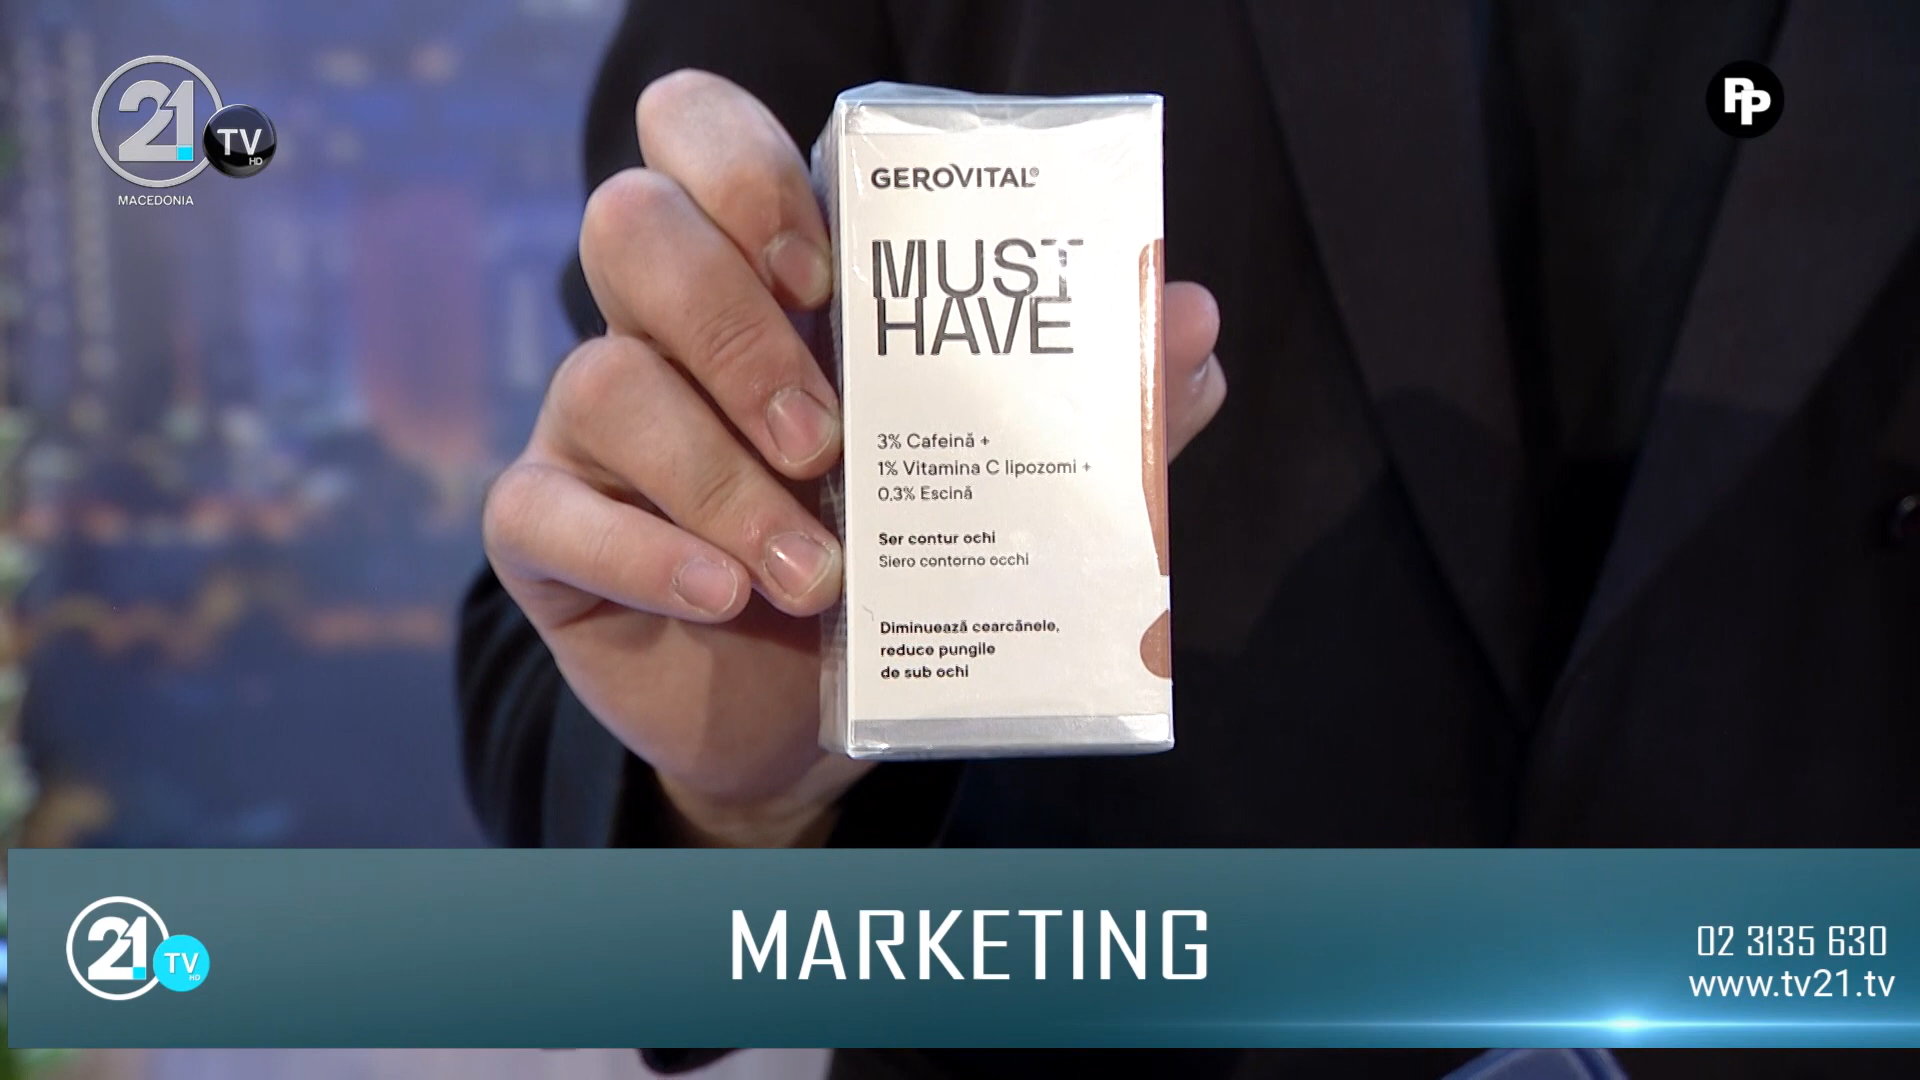 21
TV
HD
MACEDONIA
PP
GEROVITAL®
MUST
HAVE
3% Cafeină +
1% Vitamina C lipozomi +
0.3% Escină
Ser contur ochi
Siero contorno occhi
Diminuează cearcănele,
reduce pungile
de sub ochi
21
TV
HD
MARKETING
02 3135 630
www.tv21.tv